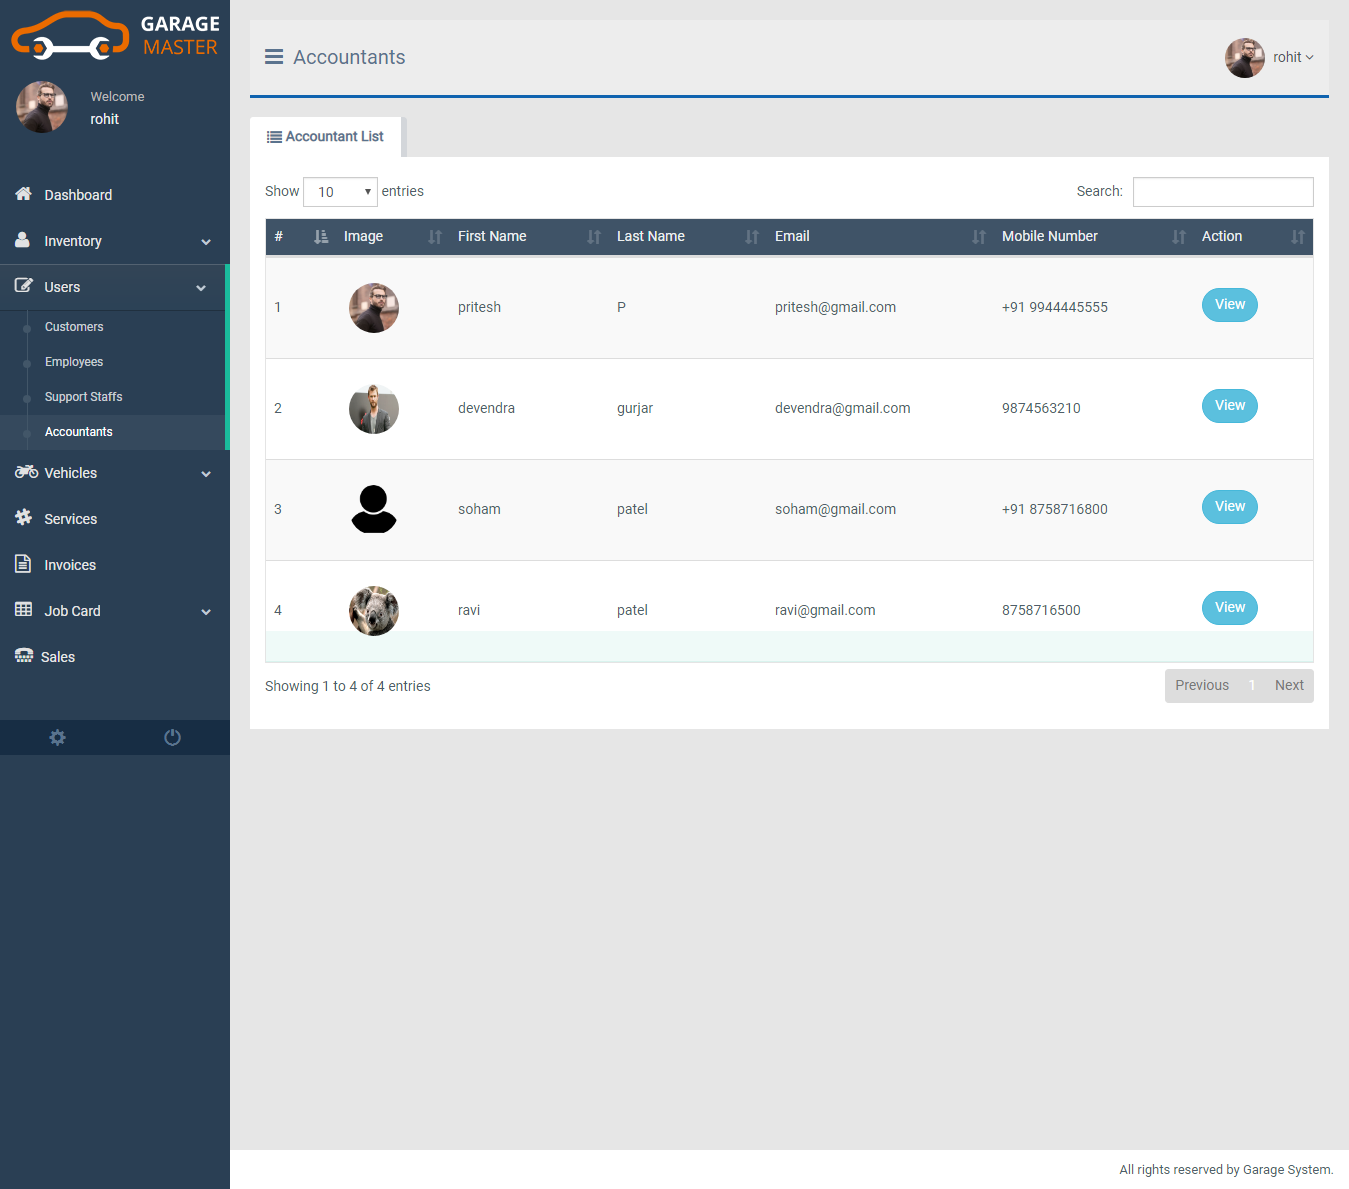 GARAGE
MASTER
Welcome
rohit
Dashboard
Inventory
Users
Customers
Employees
Support Staffs
Accountants
Vehicles
Services
Invoices
Job Card
Sales
Accountants
rohit
Accountant List
Show 10 entries
Search:
# Image First Name Last Name Email Mobile Number Action
1 pritesh P pritesh@gmail.com +91 9944445555 View
2 devendra gurjar devendra@gmail.com 9874563210 View
3 soham patel soham@gmail.com +91 8758716800 View
4 ravi patel ravi@gmail.com 8758716500 View
Showing 1 to 4 of 4 entries
Previous 1 Next
All rights reserved by Garage System.